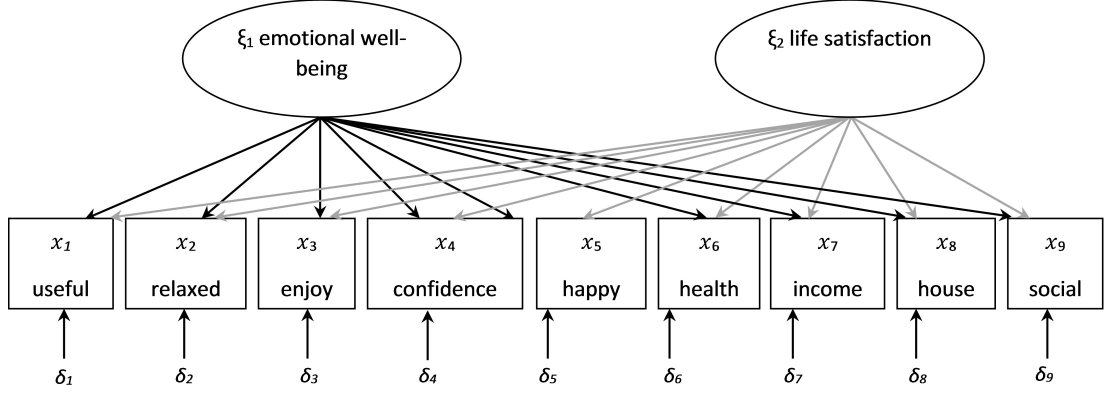 ξ1 emotional well-
being
ξ2 life satisfaction
x1 x2 x3 x4 x5 x6 x7 x8 x9
useful relaxed enjoy confidence happy health income house social
δ1 δ2 δ3 δ4 δ5 δ6 δ7 δ8 δ9